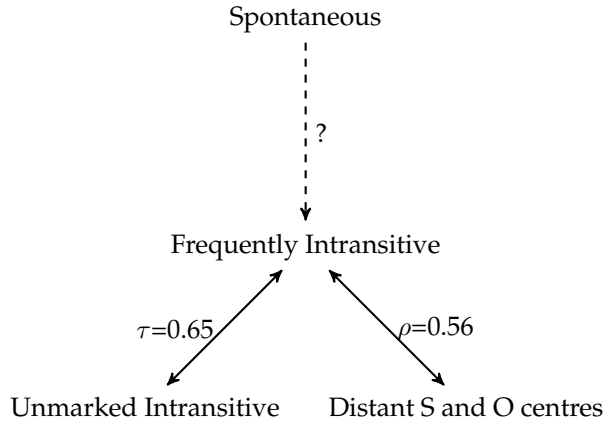 Spontaneous
?
Frequently Intransitive
τ=0.65
ρ=0.56
Unmarked Intransitive
Distant S and O centres